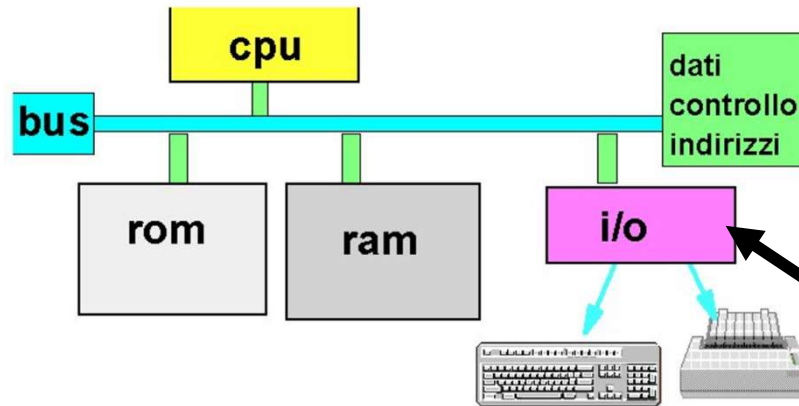 cpu
bus
dati
controllo
indirizzi
rom
ram
i/o